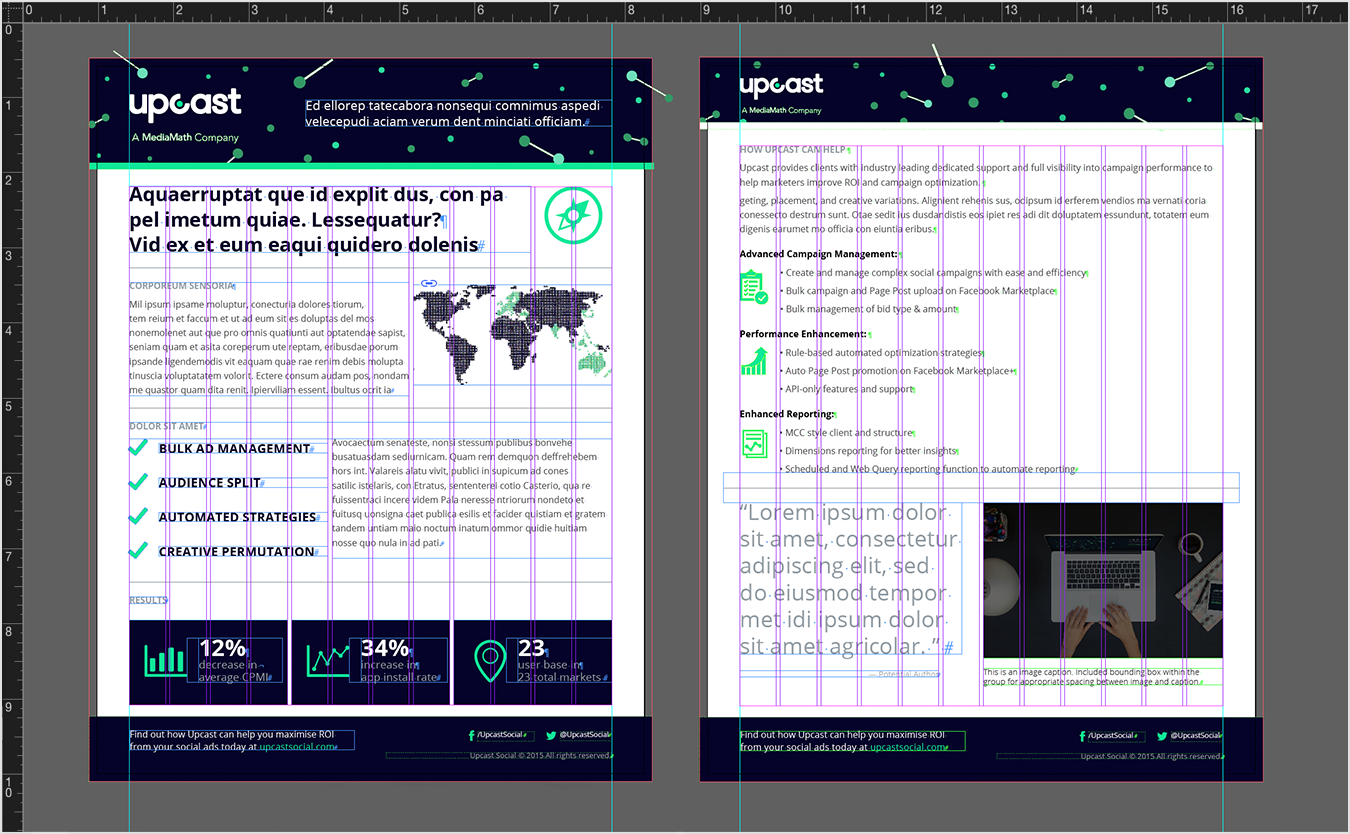 0 1 2 3 4 5 6 7 8 9 10 11 12 13 14 15 16 17
0
1
2
3
4
5
6
7
8
9
10
upcast
A MediaMath Company
Ed ellorep tatecabora nonsequi comnimus aspedi
velecepudi aciam verum dent minciati officiam.
Aquaerruptat que id explit dus, con pa
pel imetum quiae. Lessequatur?
Vid ex et eum eaqui quidero dolenis
CORPOREUM SENSORIA
Mil ipsum ipsame moluptur, conecturia dolores tiorum,
tem reium et faccum et ut ad eum sit es doluptas del mos
nonemolenet aut que pro omnis quatiunti aut optatendae sapist,
seniam quam et asita coreperum ute reptam, eribusdae porum
ipsande ligendemodis vit eaquam quae rae renim debis molupta
tinuscia voluptatatem volorit. Ectere consum audam pos, nondam
me quostor quam dita renit. Ipierviliam essent. Ibultus ocrit ia
DOLOR SIT AMET
BULK AD MANAGEMENT
AUDIENCE SPLIT
AUTOMATED STRATEGIES
CREATIVE PERMUTATION
Avocaectum senateste, nonsi stessum publibus bonvehe
busatuasdam sediurnicam. Quam rem demquon deffrehebem
hors int. Valareis alatu vivit, publici in supicum ad cones
satilic istelaris, con Etratus, sententerei cotio Casterio, qua re
fuissentraci incere videm Pala neresse ntriorum nondeto et
fuitusq uonsigna caet publica esilis et facider quistiam et gratem
tandem untiam maio noctum inatum ommor quidie huitiam
nosse quo nula in ad pati.
RESULTS
12%
decrease in
average CPMI
34%
increase in
app install rate
23
user base in
23 total markets
Find out how Upcast can help you maximise ROI
from your social ads today at upcastsocial.com
/UpcastSocial
@UpcastSocial
Upcast Social © 2015 All rights reserved
upcast
A MediaMath Company
HOW UPCAST CAN HELP
Upcast provides clients with industry leading dedicated support and full visibility into campaign performance to
help marketers improve ROI and campaign optimization.
geting, placement, and creative variations. Alignient rehenis sus, ocipsum id erferem vendios ma vernati coria
conessecto destrum sunt. Otae sedit ius dusdandistis eos ipiet res adi dit doluptatem essundunt, totatem eum
digenis earumet mo officia con eiuntia eribus.
Advanced Campaign Management:
• Create and manage complex social campaigns with ease and efficiency
• Bulk campaign and Page Post upload on Facebook Marketplace
• Bulk management of bid type & amount
Performance Enhancement:
• Rule-based automated optimization strategies
• Auto Page Post promotion on Facebook Marketplace+
• API-only features and support
Enhanced Reporting:
• MCC style client and structure
• Dimensions reporting for better insights
• Scheduled and Web Query reporting function to automate reporting
“Lorem ipsum dolor
sit amet, consectetur
adipiscing elit, sed
do eiusmod tempor
met idi ipsum dolor
sit amet agricolar.”
— Potential Author
This is an image caption. Included bounding box within the
group for appropriate spacing between image and caption.
Find out how Upcast can help you maximise ROI
from your social ads today at upcastsocial.com
/UpcastSocial
@UpcastSocial
Upcast Social © 2015 All rights reserved